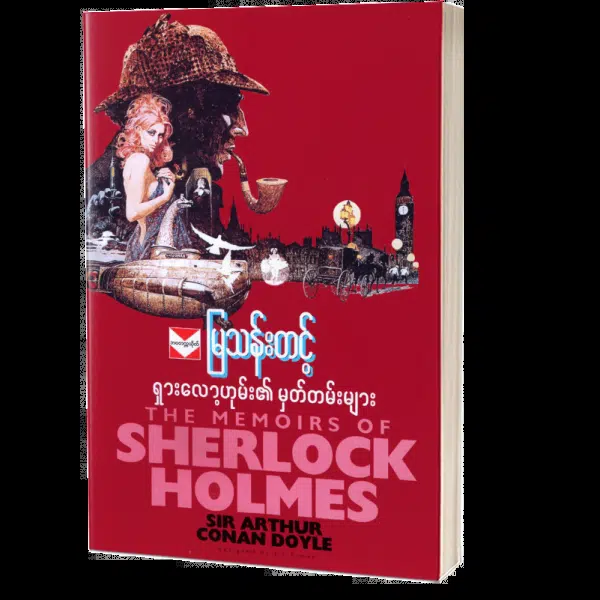 မြသန်းတင့်
ရှားလော့ဟုမ်း၏ မှတ်တမ်းများ
THE MEMOIRS OF
SHERLOCK
HOLMES
SIR ARTHUR
CONAN DOYLE